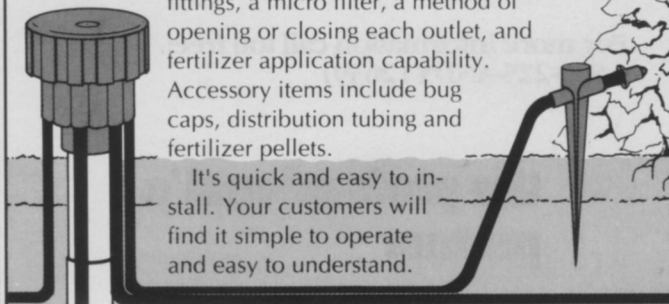 fittings, a micro filter, a method of
opening or closing each outlet, and
fertilizer application capability.
Accessory items include bug
caps, distribution tubing and
fertilizer pellets.
It's quick and easy to in-
stall. Your customers will
find it simple to operate
and easy to understand.